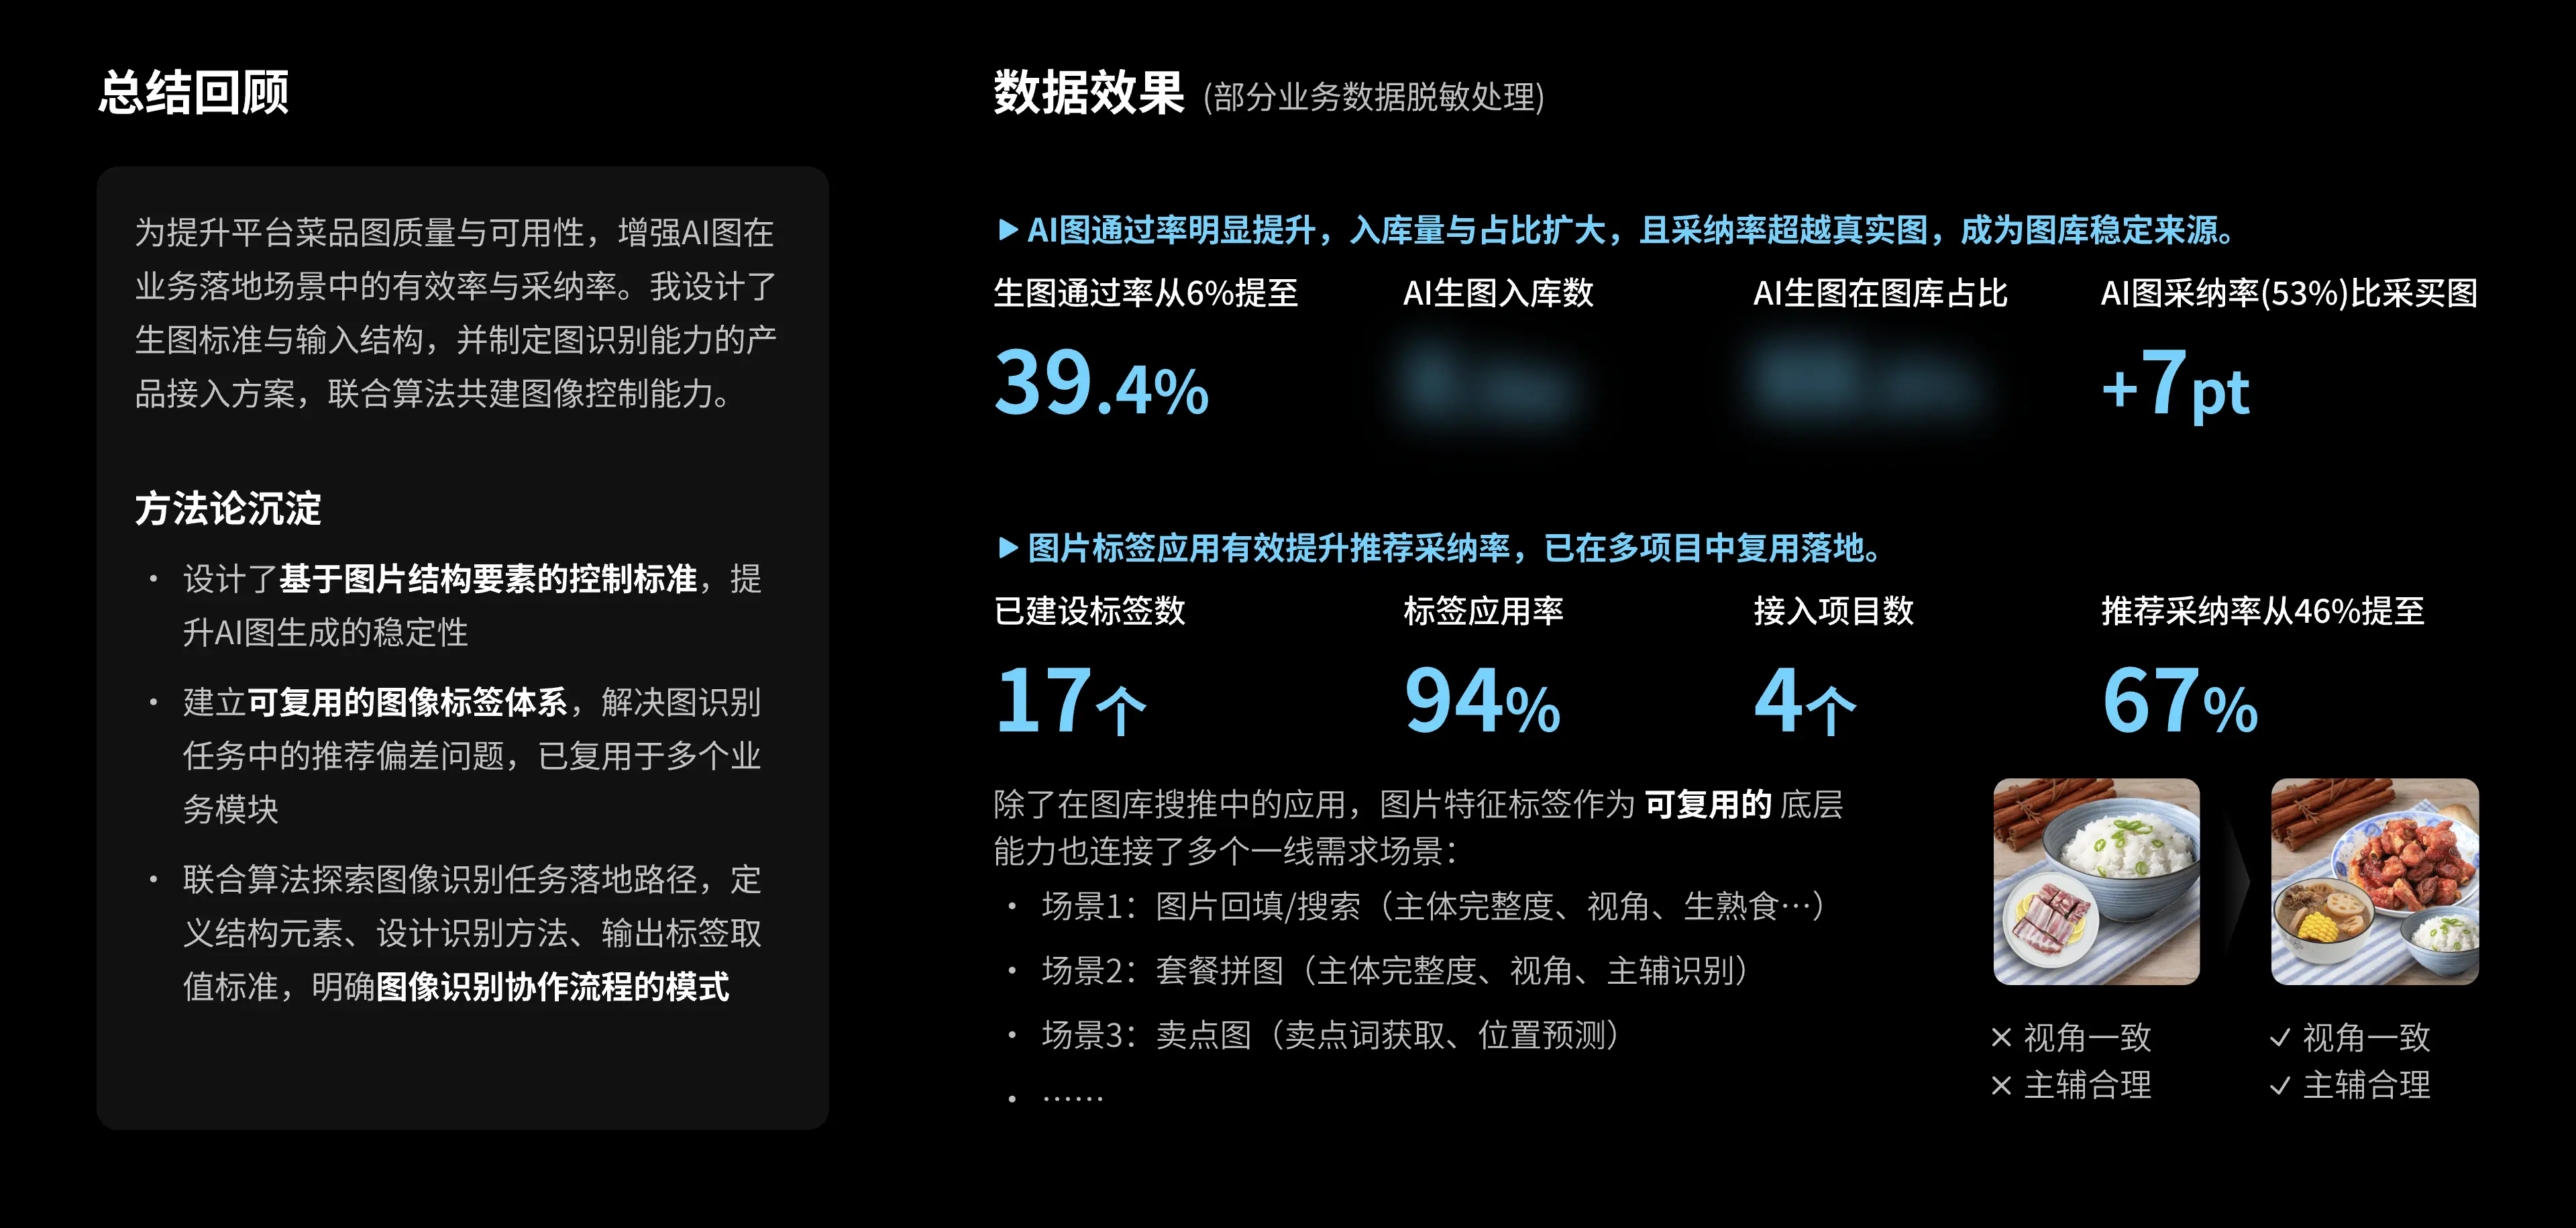 总结回顾
为提升平台菜品图质量与可用性，增强AI图在
业务落地场景中的有效率与采纳率。我设计了
生图标准与输入结构，并制定图识别能力的产
品接入方案，联合算法共建图像控制能力。
方法论沉淀
· 设计了基于图片结构要素的控制标准，提
升AI图生成的稳定性
· 建立可复用的图像标签体系，解决图识别
任务中的推荐偏差问题，已复用于多个业
务模块
· 联合算法探索图像识别任务落地路径，定
义结构元素、设计识别方法、输出标签取
值标准，明确图像识别协作流程的模式
数据效果 (部分业务数据脱敏处理)
▶ AI图通过率明显提升，入库量与占比扩大，且采纳率超越真实图，成为图库稳定来源。
生图通过率从6%提至
39.4%
AI生图入库数
AI生图在图库占比
AI图采纳率(53%)比采买图
+7pt
▶ 图片标签应用有效提升推荐采纳率，已在多项目中复用落地。
已建设标签数
17个
标签应用率
94%
接入项目数
4个
推荐采纳率从46%提至
67%
除了在图库搜推中的应用，图片特征标签作为 可复用的 底层
能力也连接了多个一线需求场景：
· 场景1：图片回填/搜索（主体完整度、视角、生熟食…）
· 场景2：套餐拼图（主体完整度、视角、主辅识别）
· 场景3：卖点图（卖点词获取、位置预测）
· ……
× 视角一致
× 主辅合理
✓ 视角一致
✓ 主辅合理